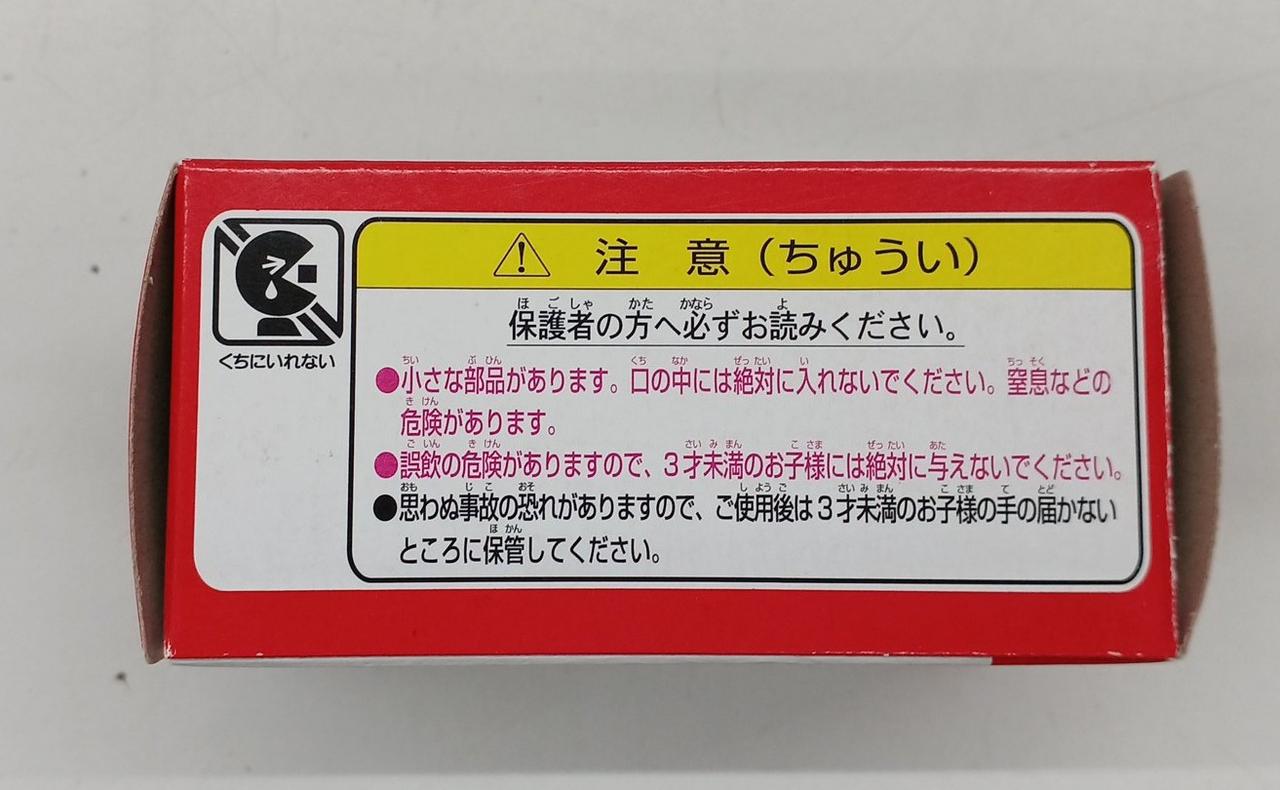 注 意（ちゅうい）
保護者の方へ必ずお読みください。
●小さな部品があります。口の中には絶対に入れないでください。窒息などの
危険があります。
●誤飲の危険がありますので、３才未満のお子様には絶対に与えないでください。
●思わぬ事故の恐れがありますので、ご使用後は３才未満のお子様の手の届かない
ところに保管してください。
くちにいれない